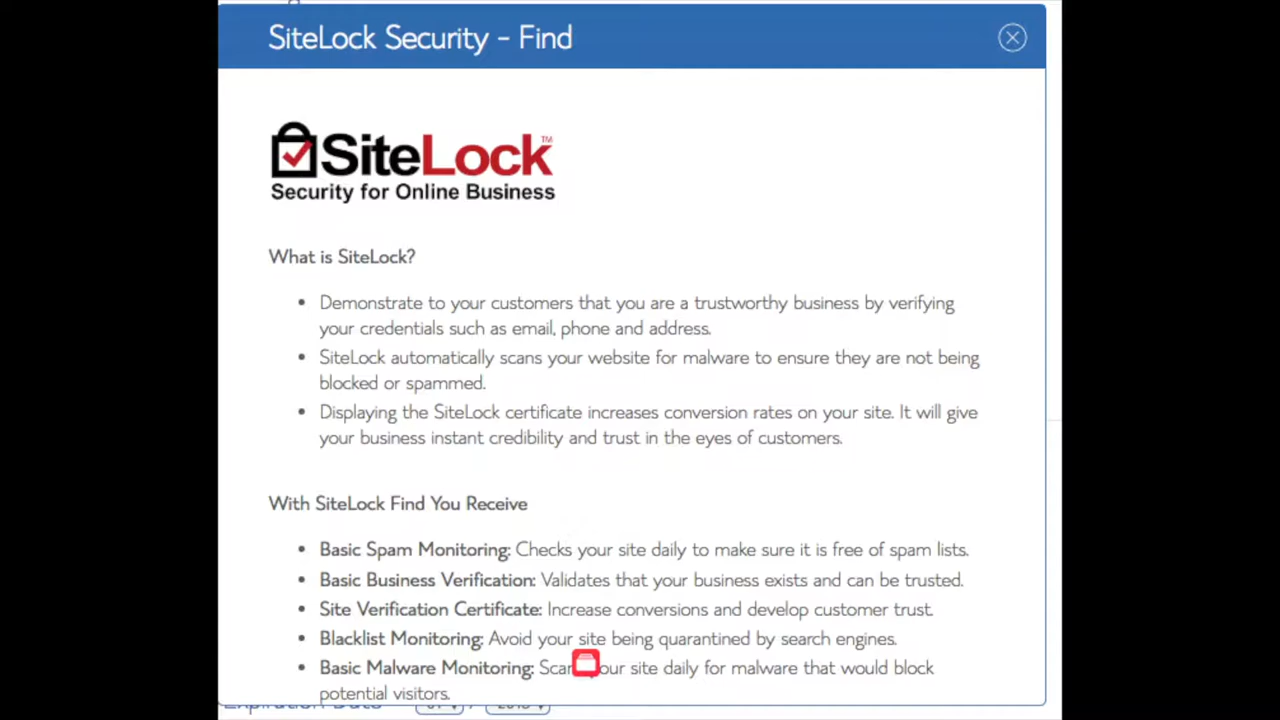 SiteLock Security - Find
SiteLock™
Security for Online Business
What is SiteLock?
• Demonstrate to your customers that you are a trustworthy business by verifying
your credentials such as email, phone and address.
• SiteLock automatically scans your website for malware to ensure they are not being
blocked or spammed.
• Displaying the SiteLock certificate increases conversion rates on your site. It will give
your business instant credibility and trust in the eyes of customers.
With SiteLock Find You Receive
• Basic Spam Monitoring: Checks your site daily to make sure it is free of spam lists.
• Basic Business Verification: Validates that your business exists and can be trusted.
• Site Verification Certificate: Increase conversions and develop customer trust.
• Blacklist Monitoring: Avoid your site being quarantined by search engines.
• Basic Malware Monitoring: your site daily for malware that would block
potential visitors.
Expiration Date